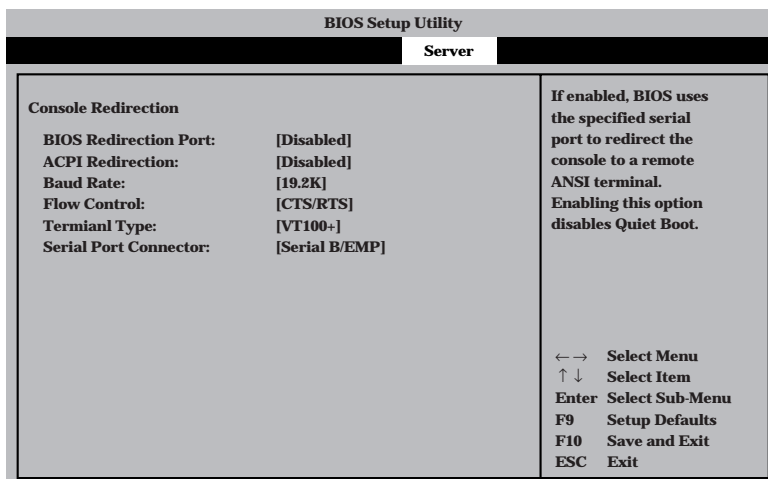 BIOS Setup Utility
Server
Console Redirection
BIOS Redirection Port: [Disabled]
ACPI Redirection: [Disabled]
Baud Rate: [19.2K]
Flow Control: [CTS/RTS]
Termianl Type: [VT100+]
Serial Port Connector: [Serial B/EMP]
If enabled, BIOS uses
the specified serial
port to redirect the
console to a remote
ANSI terminal.
Enabling this option
disables Quiet Boot.
←→ Select Menu
↑↓ Select Item
Enter Select Sub-Menu
F9 Setup Defaults
F10 Save and Exit
ESC Exit